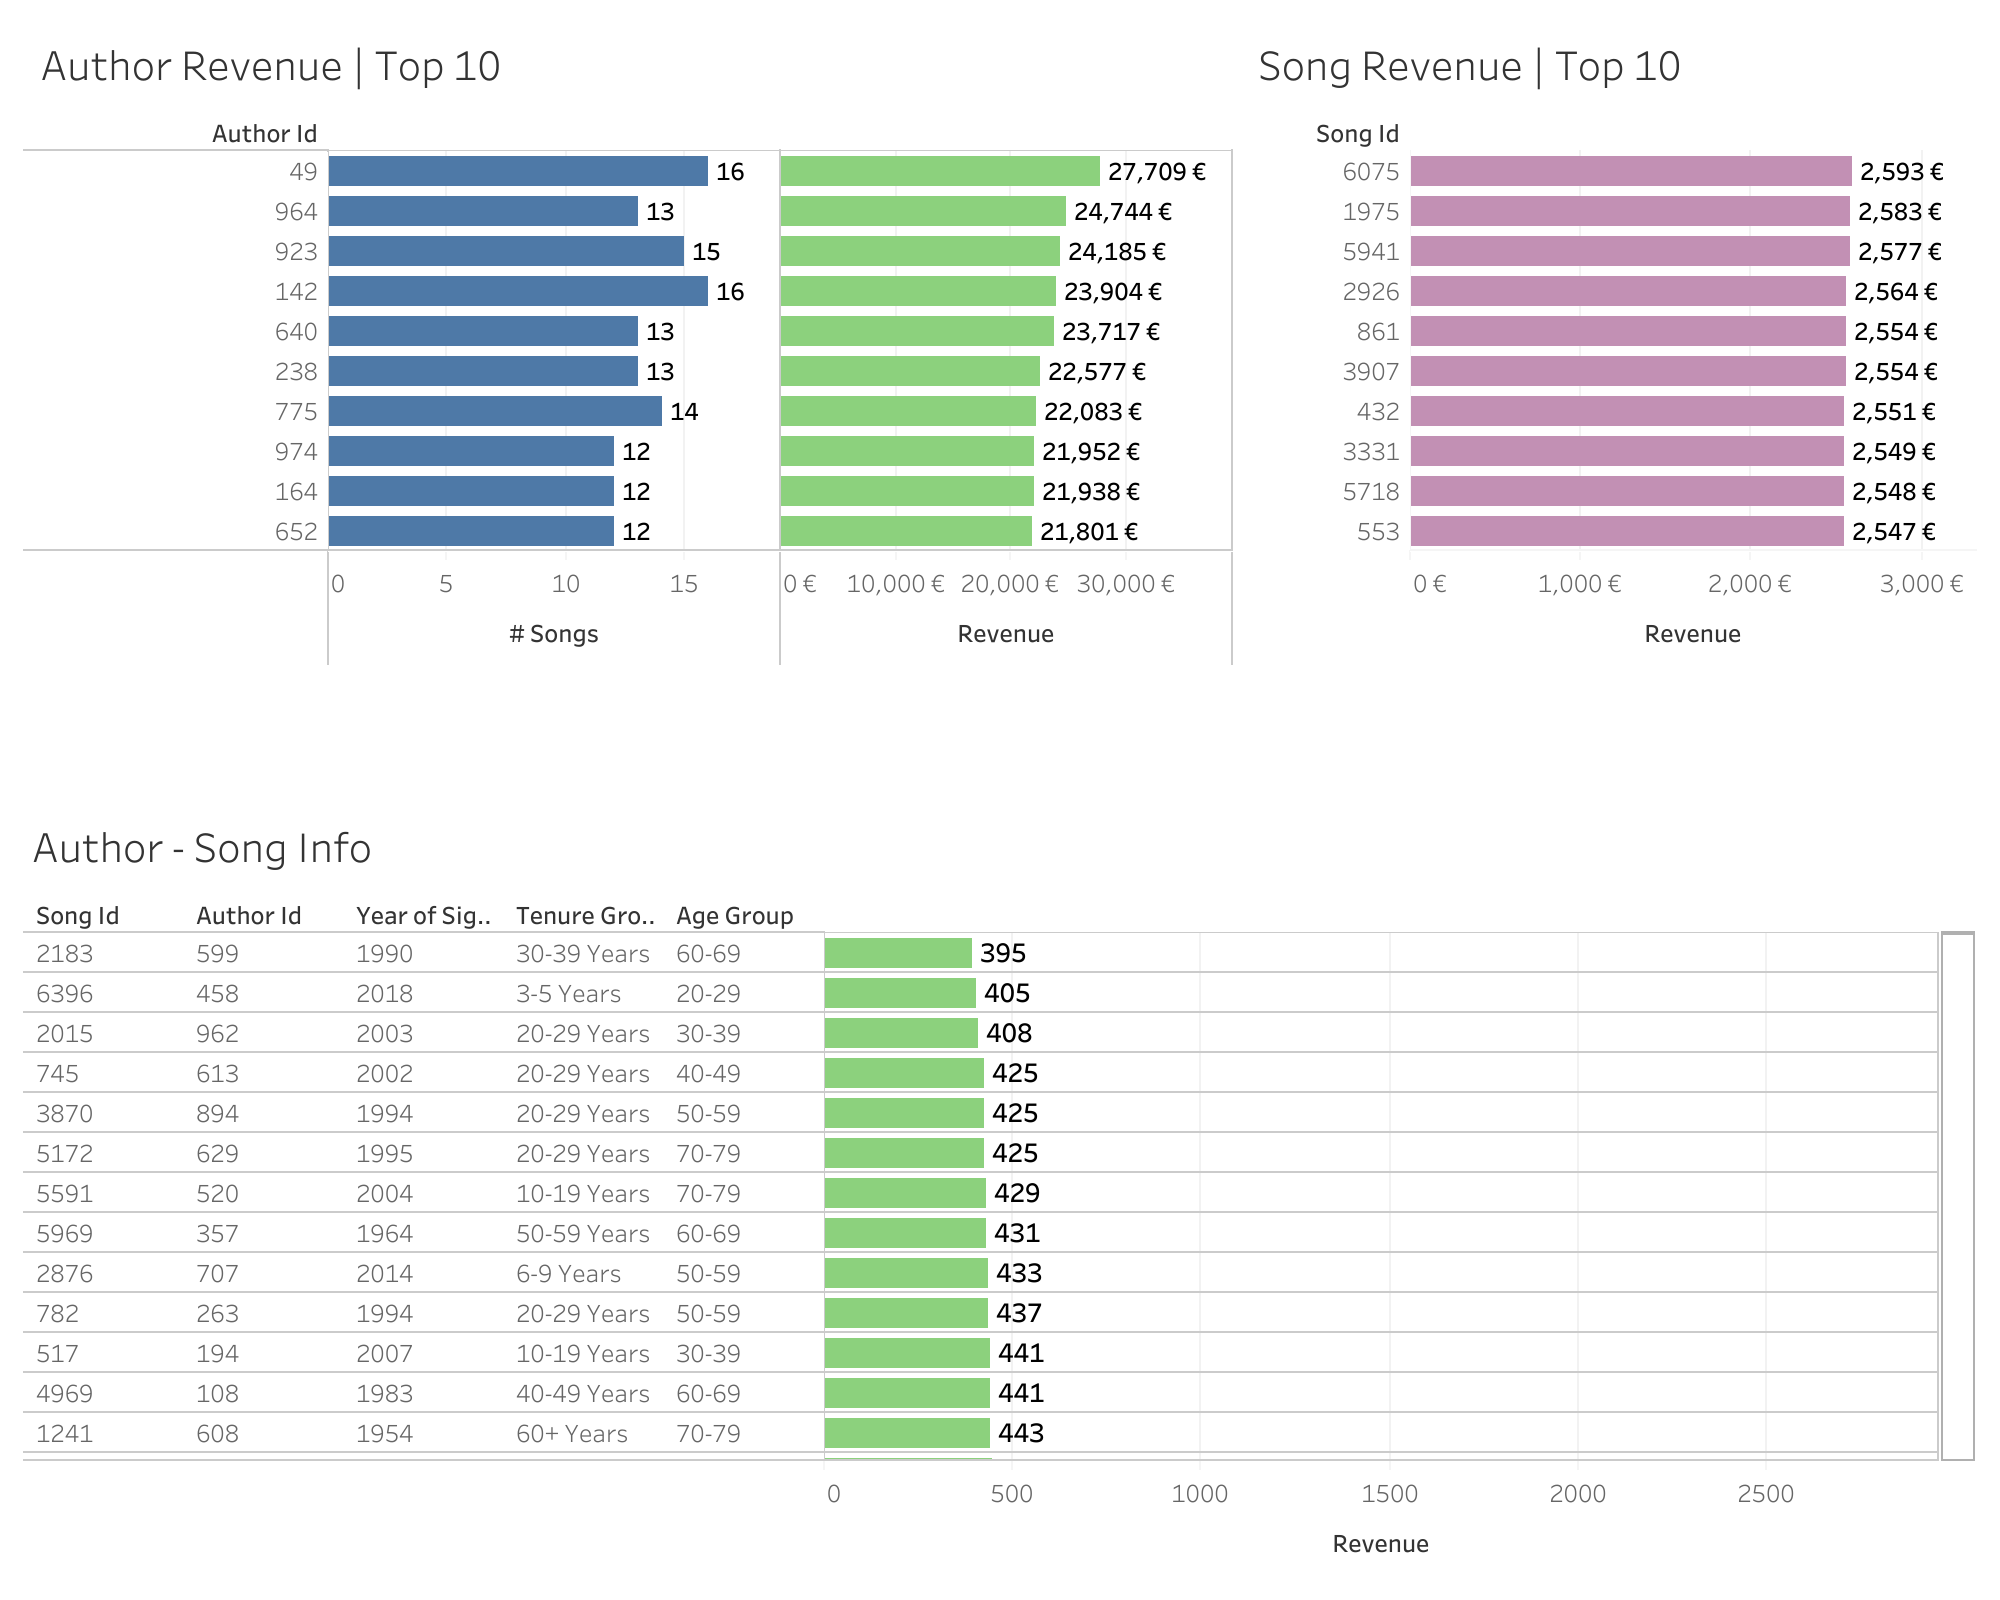 Author Revenue | Top 10
Author Id
49 16 27,709 €
964 13 24,744 €
923 15 24,185 €
142 16 23,904 €
640 13 23,717 €
238 13 22,577 €
775 14 22,083 €
974 12 21,952 €
164 12 21,938 €
652 12 21,801 €
0 5 10 15 0 € 10,000 € 20,000 € 30,000 €
# Songs Revenue
Song Revenue | Top 10
Song Id
6075 2,593 €
1975 2,583 €
5941 2,577 €
2926 2,564 €
861 2,554 €
3907 2,554 €
432 2,551 €
3331 2,549 €
5718 2,548 €
553 2,547 €
0 € 1,000 € 2,000 € 3,000 €
Revenue
Author - Song Info
Song Id Author Id Year of Sig.. Tenure Gro.. Age Group
2183 599 1990 30-39 Years 60-69 395
6396 458 2018 3-5 Years 20-29 405
2015 962 2003 20-29 Years 30-39 408
745 613 2002 20-29 Years 40-49 425
3870 894 1994 20-29 Years 50-59 425
5172 629 1995 20-29 Years 70-79 425
5591 520 2004 10-19 Years 70-79 429
5969 357 1964 50-59 Years 60-69 431
2876 707 2014 6-9 Years 50-59 433
782 263 1994 20-29 Years 50-59 437
517 194 2007 10-19 Years 30-39 441
4969 108 1983 40-49 Years 60-69 441
1241 608 1954 60+ Years 70-79 443
0 500 1000 1500 2000 2500
Revenue